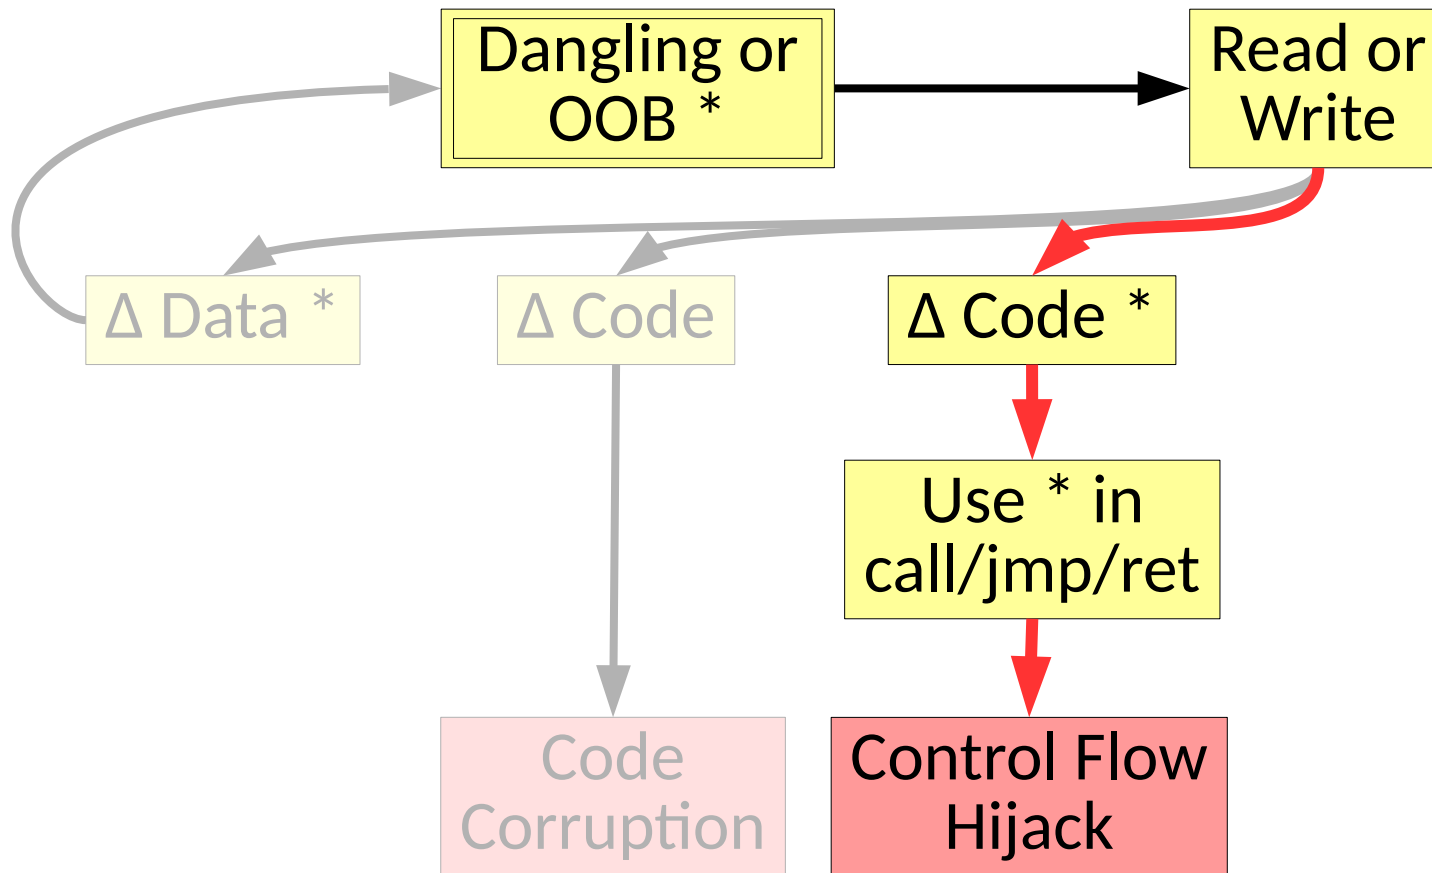 Dangling or
OOB *
Read or
Write
Δ Data *
Δ Code
Δ Code *
Use * in
call/jmp/ret
Code
Corruption
Control Flow
Hijack